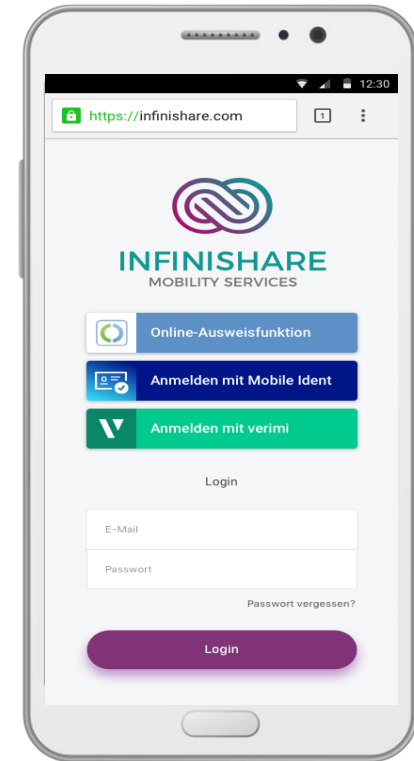 12:30
https://infinishare.com
1
INFINISHARE
MOBILITY SERVICES
Online-Ausweisfunktion
Anmelden mit Mobile Ident
Anmelden mit verimi
Login
E-Mail
Passwort
Passwort vergessen?
Login